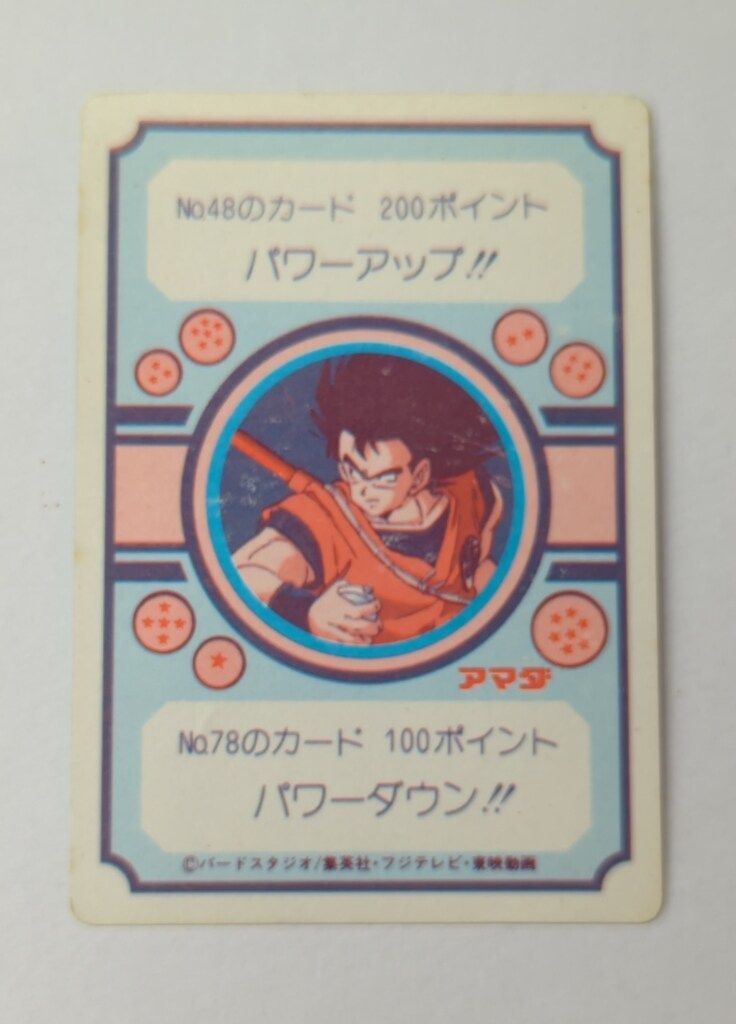 No.48のカード 200ポイント
パワーアップ!!
アマダ
No.78のカード 100ポイント
パワーダウン!!
©バードスタジオ/集英社・フジテレビ・東映動画